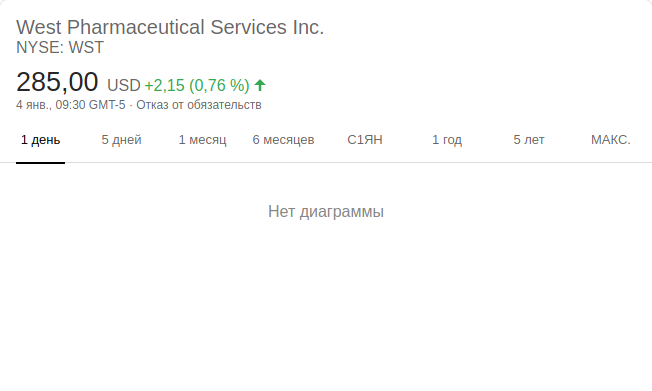 West Pharmaceutical Services Inc.
NYSE: WST
285,00 USD +2,15 (0,76 %)
4 янв., 09:30 GMT-5 · Отказ от обязательств
1 день 5 дней 1 месяц 6 месяцев С1ЯН 1 год 5 лет МАКС.
Нет диаграммы